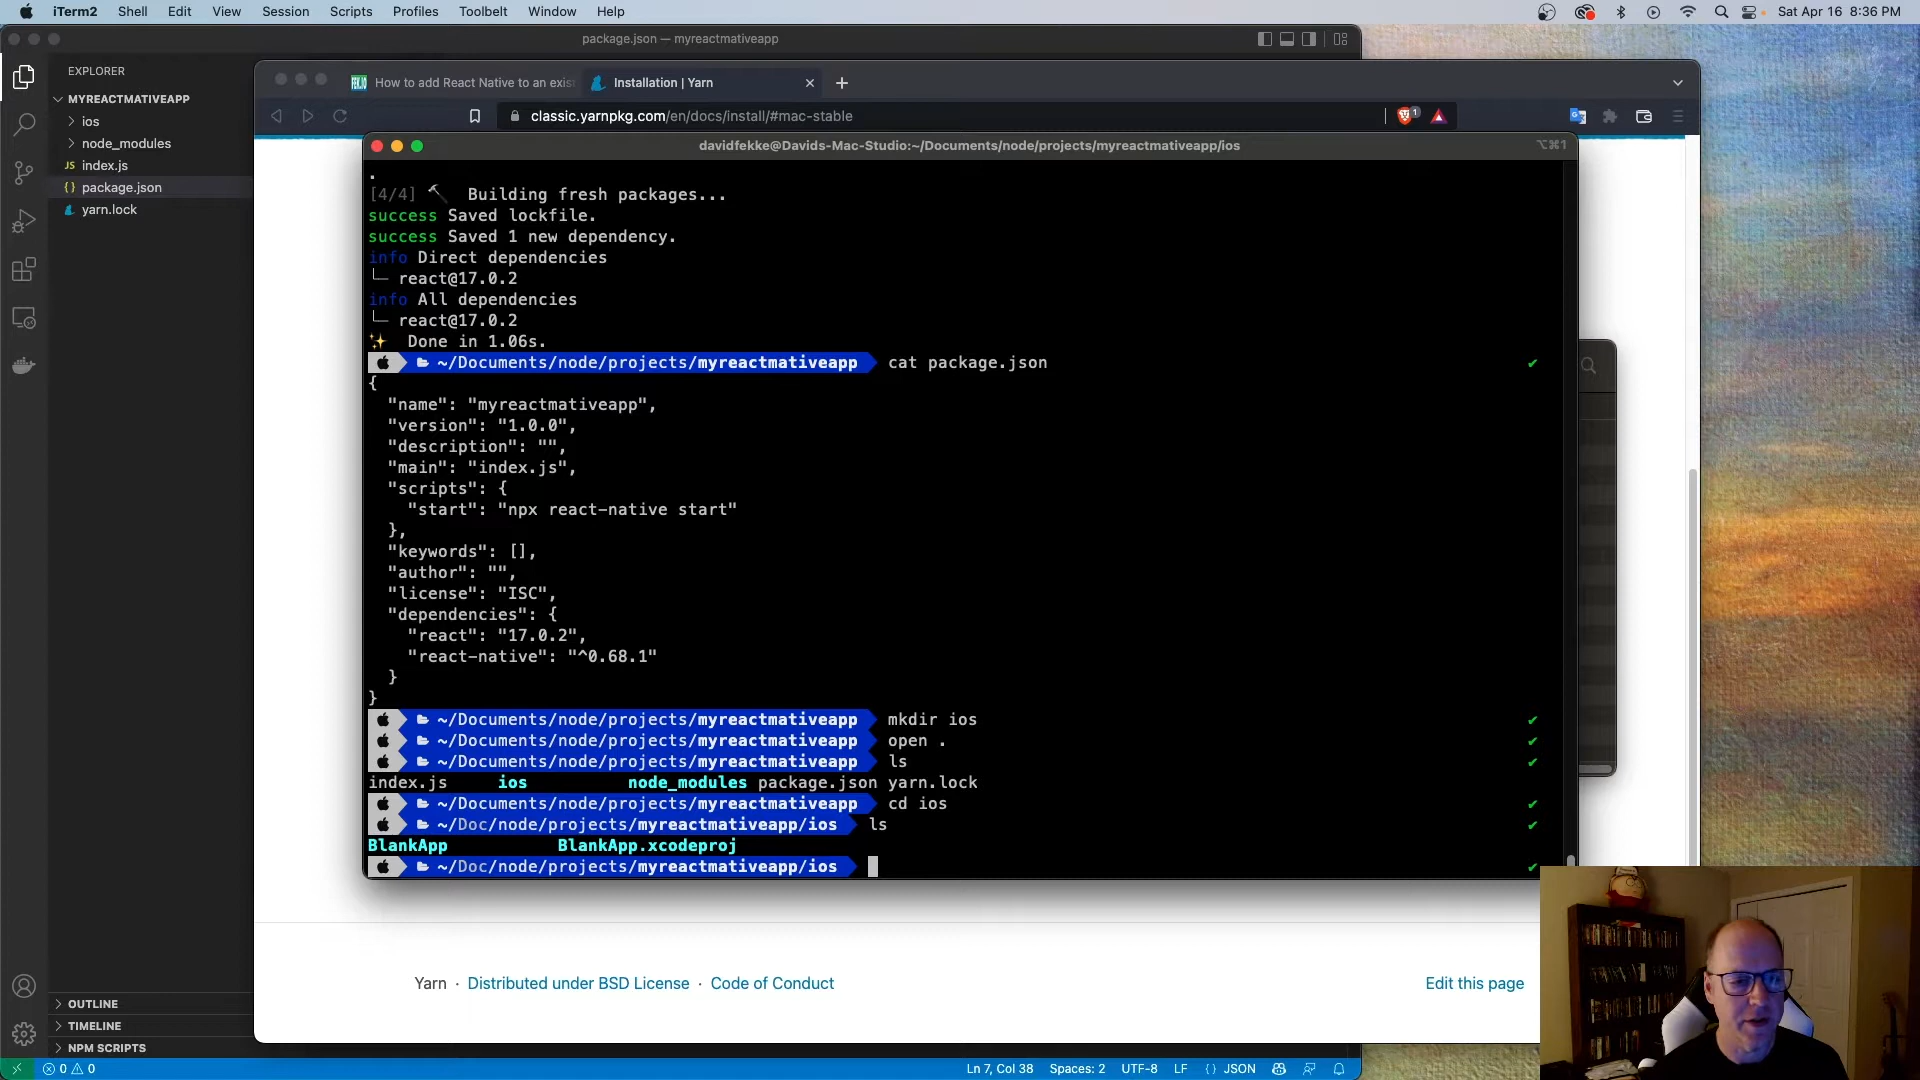 iTerm2 Shell Edit View Session Scripts Profiles Toolbelt Window Help Sat Apr 16 8:36 PM
package.json — myreactmativeapp
EXPLORER
MYREACTMATIVEAPP
ios
node_modules
JS index.js
{} package.json
yarn.lock
OUTLINE
TIMELINE
NPM SCRIPTS
How to add React Native to an exis
Installation | Yarn
classic.yarnpkg.com/en/docs/install/#mac-stable
1
davidfekke@Davids-Mac-Studio:~/Documents/node/projects/myreactmativeapp/ios ⌥⌘1
.
[4/4] 🔨 Building fresh packages...
success Saved lockfile.
success Saved 1 new dependency.
info Direct dependencies
└─ react@17.0.2
info All dependencies
└─ react@17.0.2
✨ Done in 1.06s.
~/Documents/node/projects/myreactmativeapp cat package.json ✔
{
"name": "myreactmativeapp",
"version": "1.0.0",
"description": "",
"main": "index.js",
"scripts": {
"start": "npx react-native start"
},
"keywords": [],
"author": "",
"license": "ISC",
"dependencies": {
"react": "17.0.2",
"react-native": "^0.68.1"
}
}
~/Documents/node/projects/myreactmativeapp mkdir ios ✔
~/Documents/node/projects/myreactmativeapp open . ✔
~/Documents/node/projects/myreactmativeapp ls ✔
index.js ios node_modules package.json yarn.lock
~/Documents/node/projects/myreactmativeapp cd ios ✔
~/Doc/node/projects/myreactmativeapp/ios ls ✔
BlankApp BlankApp.xcodeproj
~/Doc/node/projects/myreactmativeapp/ios ✔
Yarn · Distributed under BSD License · Code of Conduct Edit this page
0 0 Ln 7, Col 38 Spaces: 2 UTF-8 LF {} JSON